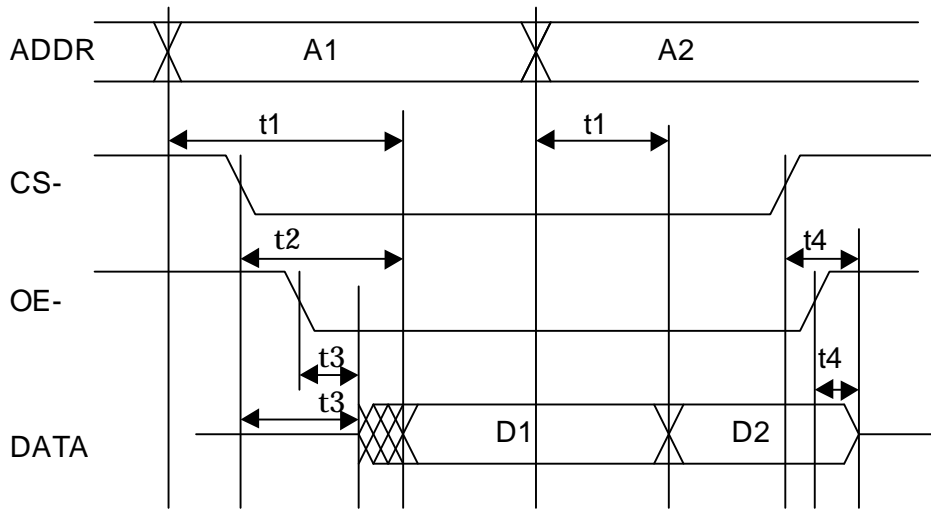 ADDR A1 A2
t1 t1
CS-
t2 t4
OE-
t3 t4
t3
DATA D1 D2